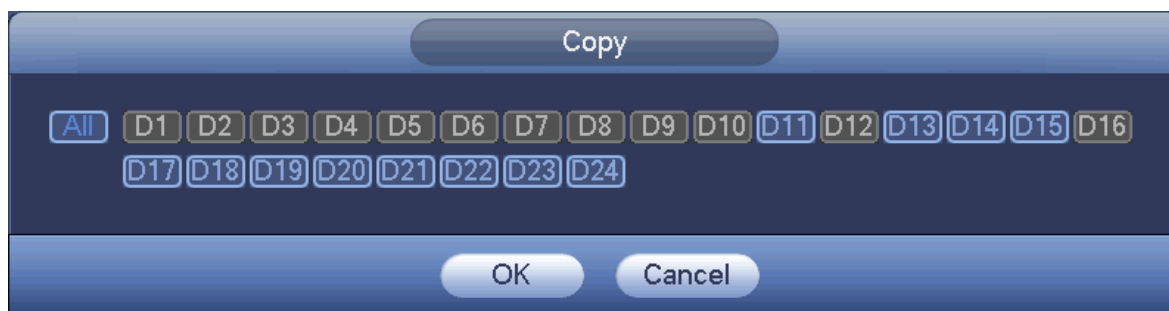 Copy
All D1 D2 D3 D4 D5 D6 D7 D8 D9 D10 D11 D12 D13 D14 D15 D16
D17 D18 D19 D20 D21 D22 D23 D24
OK Cancel